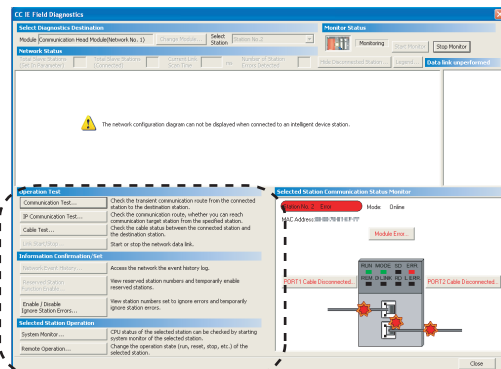 CC IE Field Diagnostics
Select Diagnostics Destination
Module Communication Head Module(Network No. 1)
Change Module...
Select Station
Station No.2
Monitor Status
Monitoring
Start Monitor
Stop Monitor
Network Status
Total Slave Stations (Set In Parameter)
Total Slave Stations (Connected)
Current Link Scan Time
ms
Number of Station Errors Detected
Hide Disconnected Station...
Legend...
Data link unperformed
The network configuration diagram can not be displayed when connected to an intelligent device station.
Operation Test
Communication Test...
Check the transient communication route from the connected
station to the destination station.
IP Communication Test...
Check the communication route, whether you can reach
communication target station from the specified station.
Cable Test...
Check the cable status between the connected station and
the destination station.
Link Start/Stop...
Start or stop the network data link.
Information Confirmation/Set
Network Event History...
Access the network the event history log.
Reserved Station
Function Enable...
View reserved station numbers and temporarily enable
reserved stations.
Enable / Disable
Ignore Station Errors...
View station numbers set to ignore errors and temporarily
ignore station errors.
Selected Station Operation
System Monitor...
CPU status of the selected station can be checked by starting
system monitor of the selected station.
Remote Operation...
Change the operation state (run, reset, stop, etc.) of the
selected station.
Selected Station Communication Status Monitor
Station No. 2 Error
Mode: Online
MAC Address:
Module Error...
RUN MODE SD ERR.
REM. D LINK RD L ERR
PORT1 Cable Disconnected...
PORT2 Cable Disconnected...
Close